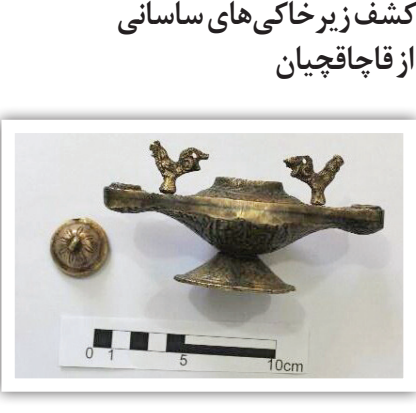 کشف زیرخاکی‌های ساسانی
از قاچاقچیان
0 1 5 10cm